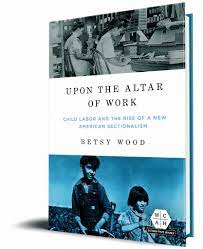 UPON THE ALTAR
OF WORK
CHILD LABOR AND THE RISE OF A NEW
AMERICAN SECTIONALISM
BETSY WOOD